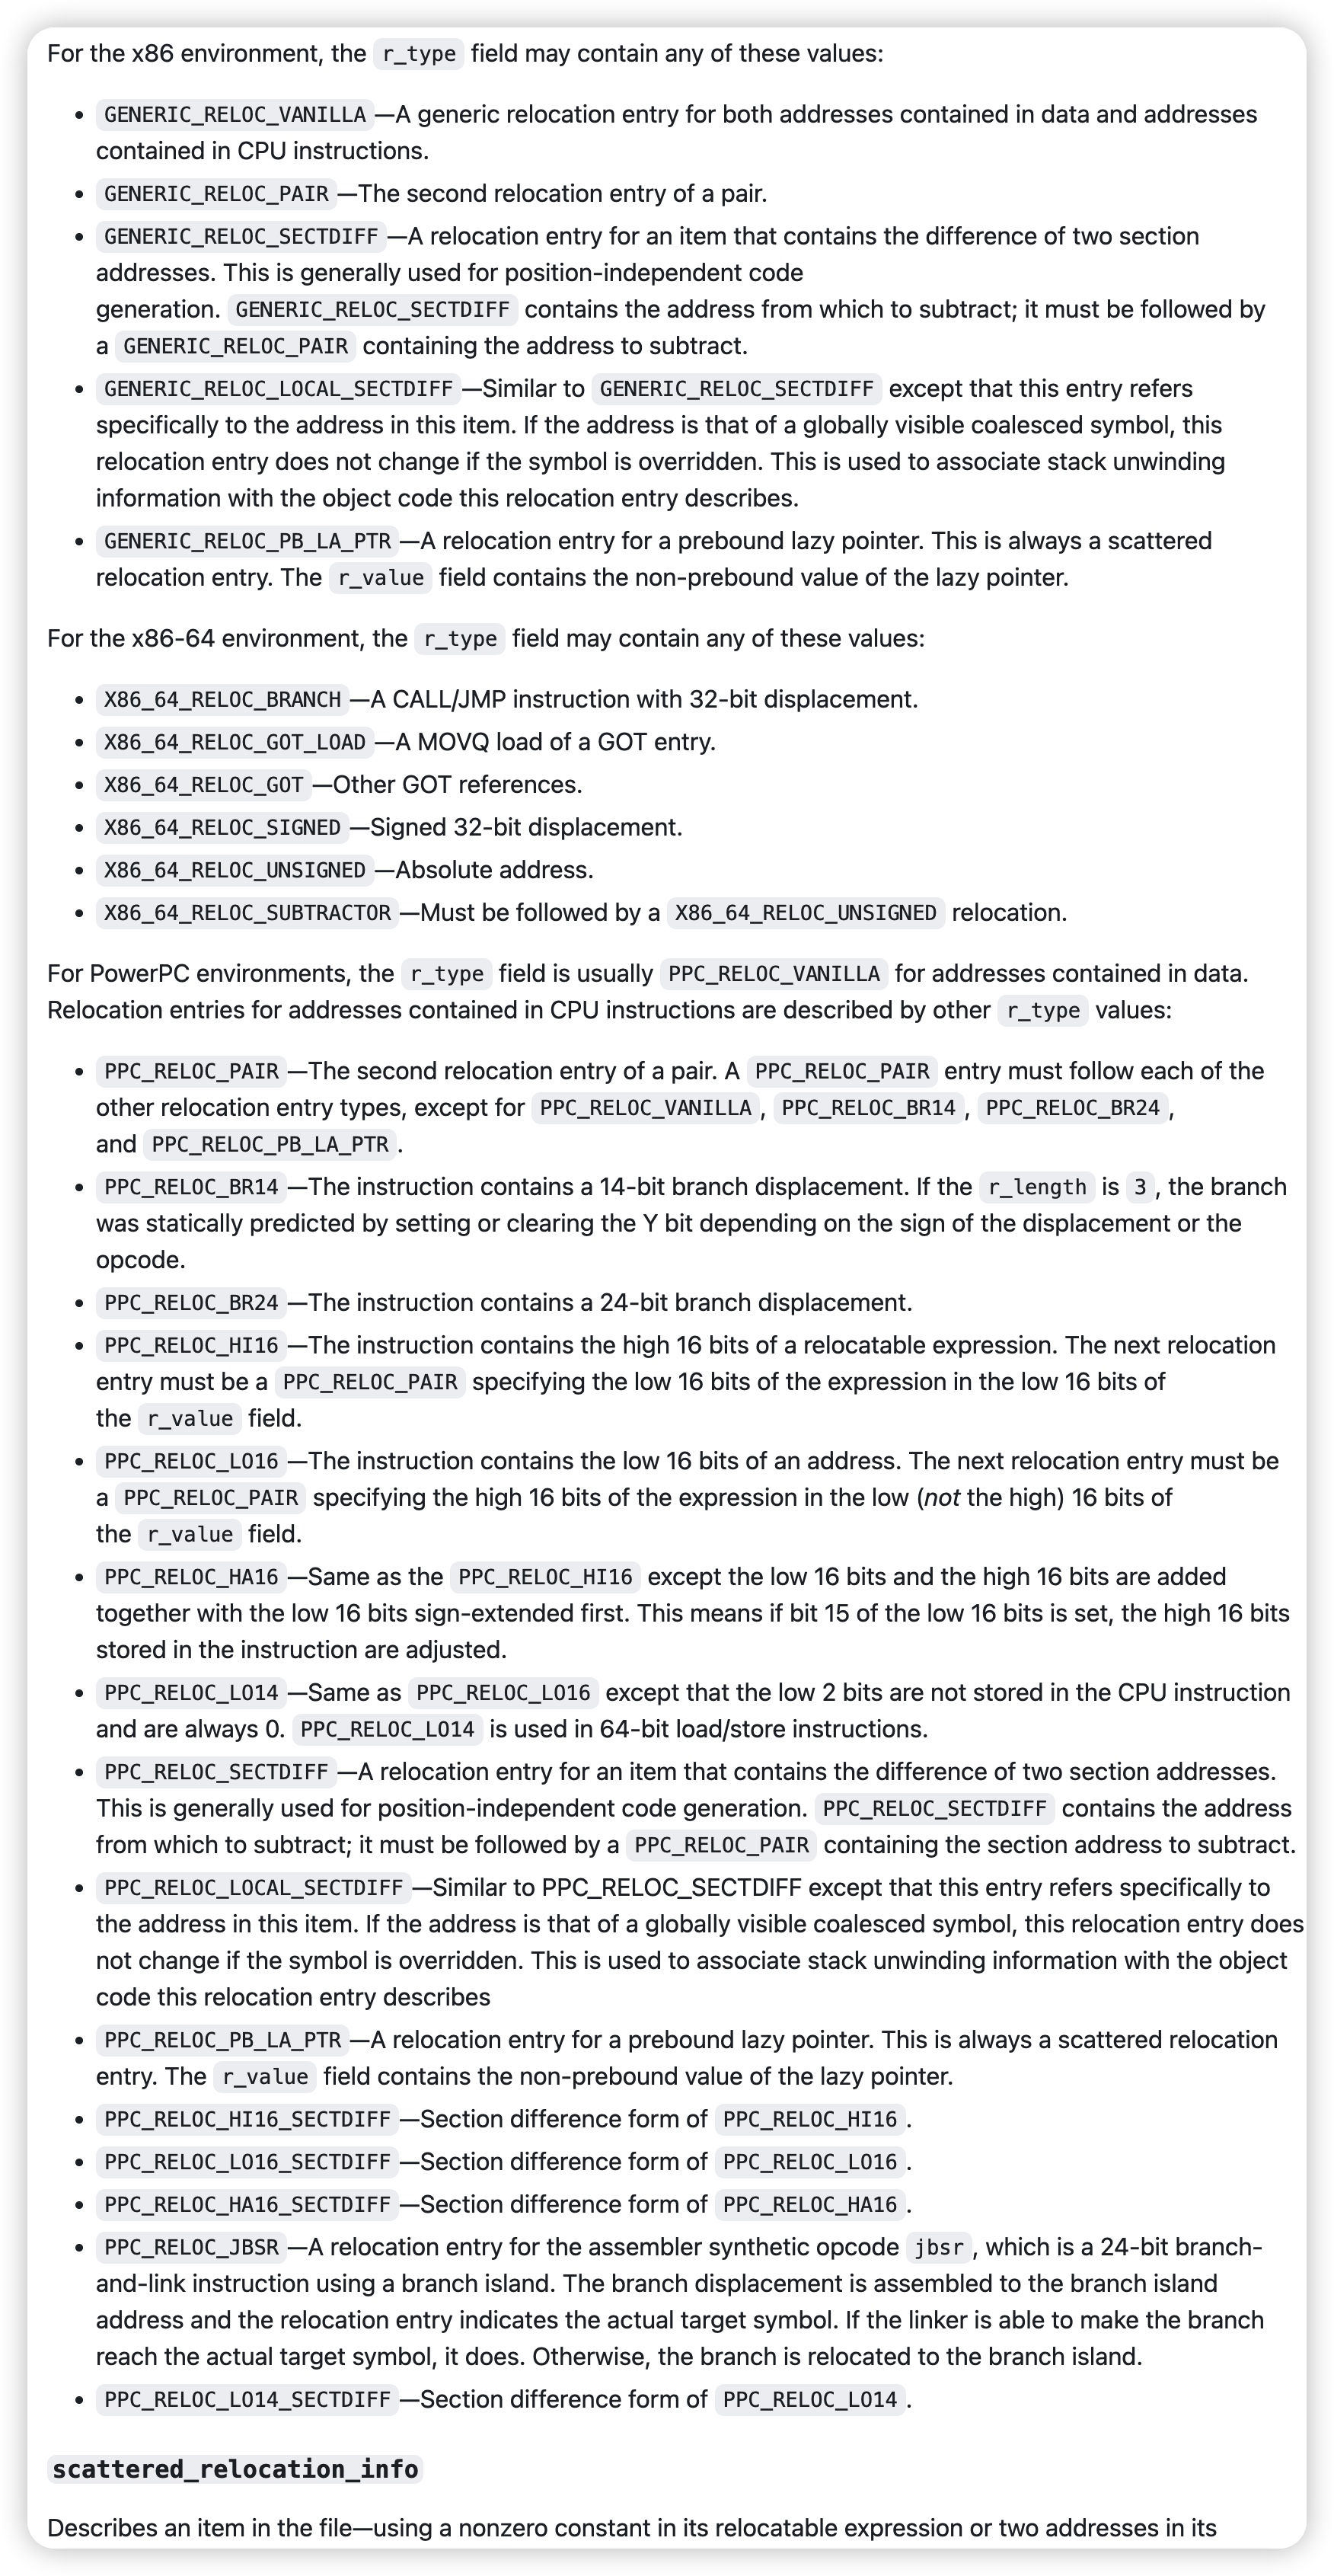 For the x86 environment, the r_type field may contain any of these values:
• GENERIC_RELOC_VANILLA—A generic relocation entry for both addresses contained in data and addresses
contained in CPU instructions.
• GENERIC_RELOC_PAIR—The second relocation entry of a pair.
• GENERIC_RELOC_SECTDIFF—A relocation entry for an item that contains the difference of two section
addresses. This is generally used for position-independent code
generation. GENERIC_RELOC_SECTDIFF contains the address from which to subtract; it must be followed by
a GENERIC_RELOC_PAIR containing the address to subtract.
• GENERIC_RELOC_LOCAL_SECTDIFF—Similar to GENERIC_RELOC_SECTDIFF except that this entry refers
specifically to the address in this item. If the address is that of a globally visible coalesced symbol, this
relocation entry does not change if the symbol is overridden. This is used to associate stack unwinding
information with the object code this relocation entry describes.
• GENERIC_RELOC_PB_LA_PTR—A relocation entry for a prebound lazy pointer. This is always a scattered
relocation entry. The r_value field contains the non-prebound value of the lazy pointer.
For the x86-64 environment, the r_type field may contain any of these values:
• X86_64_RELOC_BRANCH—A CALL/JMP instruction with 32-bit displacement.
• X86_64_RELOC_GOT_LOAD—A MOVQ load of a GOT entry.
• X86_64_RELOC_GOT—Other GOT references.
• X86_64_RELOC_SIGNED—Signed 32-bit displacement.
• X86_64_RELOC_UNSIGNED—Absolute address.
• X86_64_RELOC_SUBTRACTOR—Must be followed by a X86_64_RELOC_UNSIGNED relocation.
For PowerPC environments, the r_type field is usually PPC_RELOC_VANILLA for addresses contained in data.
Relocation entries for addresses contained in CPU instructions are described by other r_type values:
• PPC_RELOC_PAIR—The second relocation entry of a pair. A PPC_RELOC_PAIR entry must follow each of the
other relocation entry types, except for PPC_RELOC_VANILLA, PPC_RELOC_BR14, PPC_RELOC_BR24,
and PPC_RELOC_PB_LA_PTR.
• PPC_RELOC_BR14—The instruction contains a 14-bit branch displacement. If the r_length is 3, the branch
was statically predicted by setting or clearing the Y bit depending on the sign of the displacement or the
opcode.
• PPC_RELOC_BR24—The instruction contains a 24-bit branch displacement.
• PPC_RELOC_HI16—The instruction contains the high 16 bits of a relocatable expression. The next relocation
entry must be a PPC_RELOC_PAIR specifying the low 16 bits of the expression in the low 16 bits of
the r_value field.
• PPC_RELOC_LO16—The instruction contains the low 16 bits of an address. The next relocation entry must be
a PPC_RELOC_PAIR specifying the high 16 bits of the expression in the low (not the high) 16 bits of
the r_value field.
• PPC_RELOC_HA16—Same as the PPC_RELOC_HI16 except the low 16 bits and the high 16 bits are added
together with the low 16 bits sign-extended first. This means if bit 15 of the low 16 bits is set, the high 16 bits
stored in the instruction are adjusted.
• PPC_RELOC_LO14—Same as PPC_RELOC_LO16 except that the low 2 bits are not stored in the CPU instruction
and are always 0. PPC_RELOC_LO14 is used in 64-bit load/store instructions.
• PPC_RELOC_SECTDIFF—A relocation entry for an item that contains the difference of two section addresses.
This is generally used for position-independent code generation. PPC_RELOC_SECTDIFF contains the address
from which to subtract; it must be followed by a PPC_RELOC_PAIR containing the section address to subtract.
• PPC_RELOC_LOCAL_SECTDIFF—Similar to PPC_RELOC_SECTDIFF except that this entry refers specifically to
the address in this item. If the address is that of a globally visible coalesced symbol, this relocation entry does
not change if the symbol is overridden. This is used to associate stack unwinding information with the object
code this relocation entry describes
• PPC_RELOC_PB_LA_PTR—A relocation entry for a prebound lazy pointer. This is always a scattered relocation
entry. The r_value field contains the non-prebound value of the lazy pointer.
• PPC_RELOC_HI16_SECTDIFF—Section difference form of PPC_RELOC_HI16.
• PPC_RELOC_LO16_SECTDIFF—Section difference form of PPC_RELOC_LO16.
• PPC_RELOC_HA16_SECTDIFF—Section difference form of PPC_RELOC_HA16.
• PPC_RELOC_JBSR—A relocation entry for the assembler synthetic opcode jbsr, which is a 24-bit branch-
and-link instruction using a branch island. The branch displacement is assembled to the branch island
address and the relocation entry indicates the actual target symbol. If the linker is able to make the branch
reach the actual target symbol, it does. Otherwise, the branch is relocated to the branch island.
• PPC_RELOC_LO14_SECTDIFF—Section difference form of PPC_RELOC_LO14.
scattered_relocation_info
Describes an item in the file—using a nonzero constant in its relocatable expression or two addresses in its